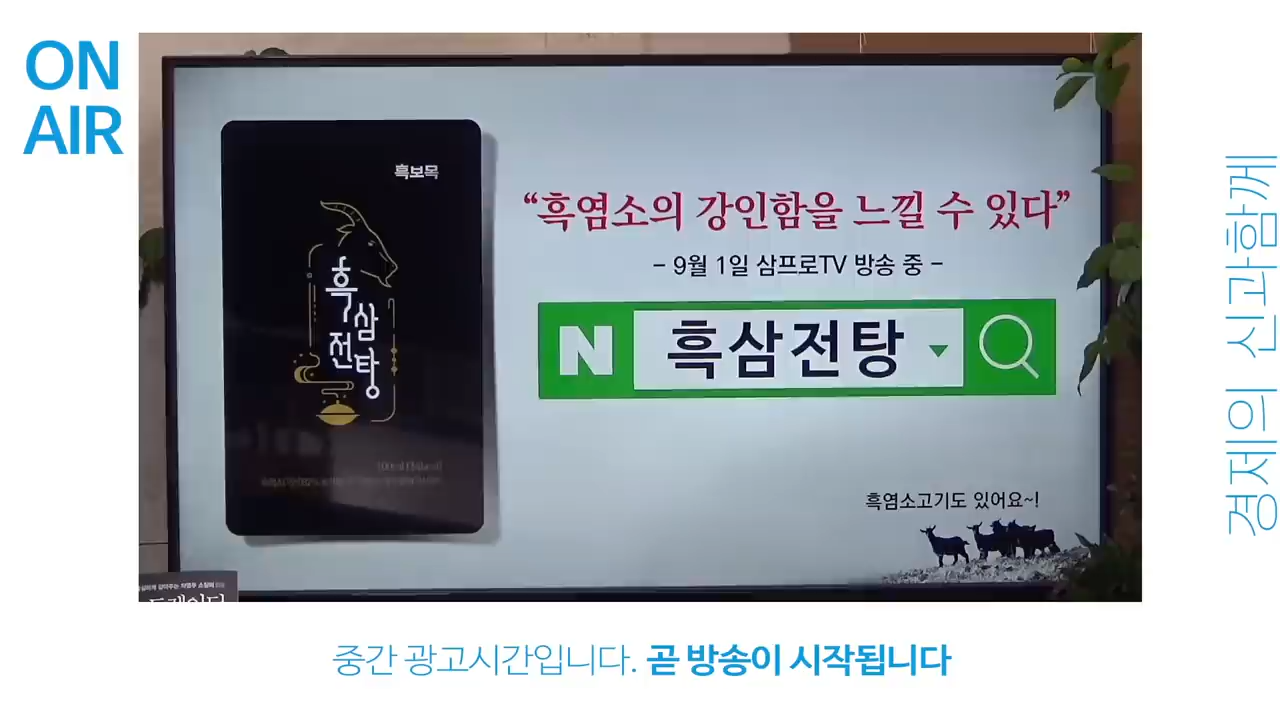 ON
AIR
흑보목
흑삼
전탕
“흑염소의 강인함을 느낄 수 있다”
- 9월 1일 삼프로TV 방송 중 -
N 흑삼전탕
흑염소고기도 있어요~!
경제의 신과함께
중간 광고시간입니다. 곧 방송이 시작됩니다